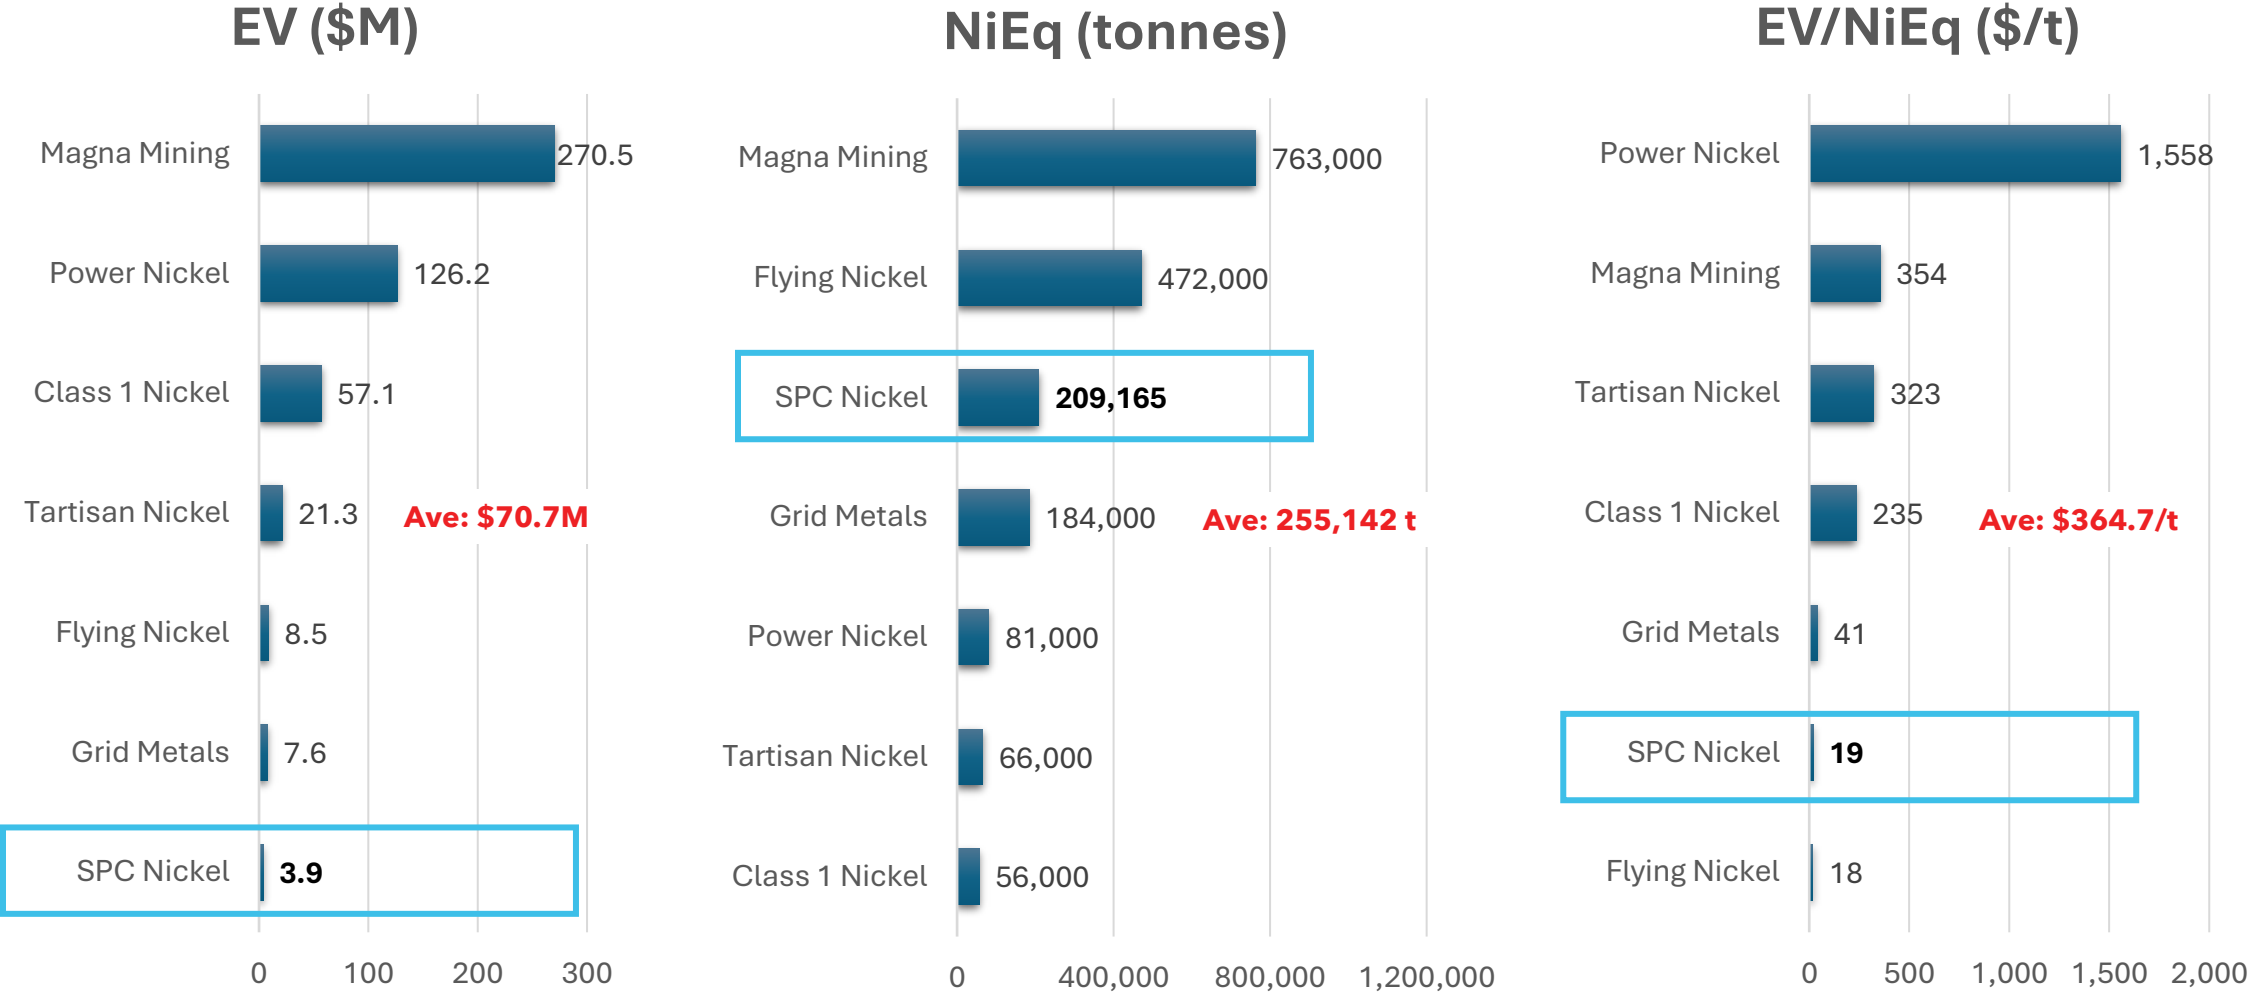 EV ($M)
Magna Mining 270.5
Power Nickel 126.2
Class 1 Nickel 57.1
Tartisan Nickel 21.3 Ave: $70.7M
Flying Nickel 8.5
Grid Metals 7.6
SPC Nickel 3.9
0 100 200 300
NiEq (tonnes)
Magna Mining 763,000
Flying Nickel 472,000
SPC Nickel 209,165
Grid Metals 184,000 Ave: 255,142 t
Power Nickel 81,000
Tartisan Nickel 66,000
Class 1 Nickel 56,000
0 400,000 800,000 1,200,000
EV/NiEq ($/t)
Power Nickel 1,558
Magna Mining 354
Tartisan Nickel 323
Class 1 Nickel 235 Ave: $364.7/t
Grid Metals 41
SPC Nickel 19
Flying Nickel 18
0 500 1,000 1,500 2,000